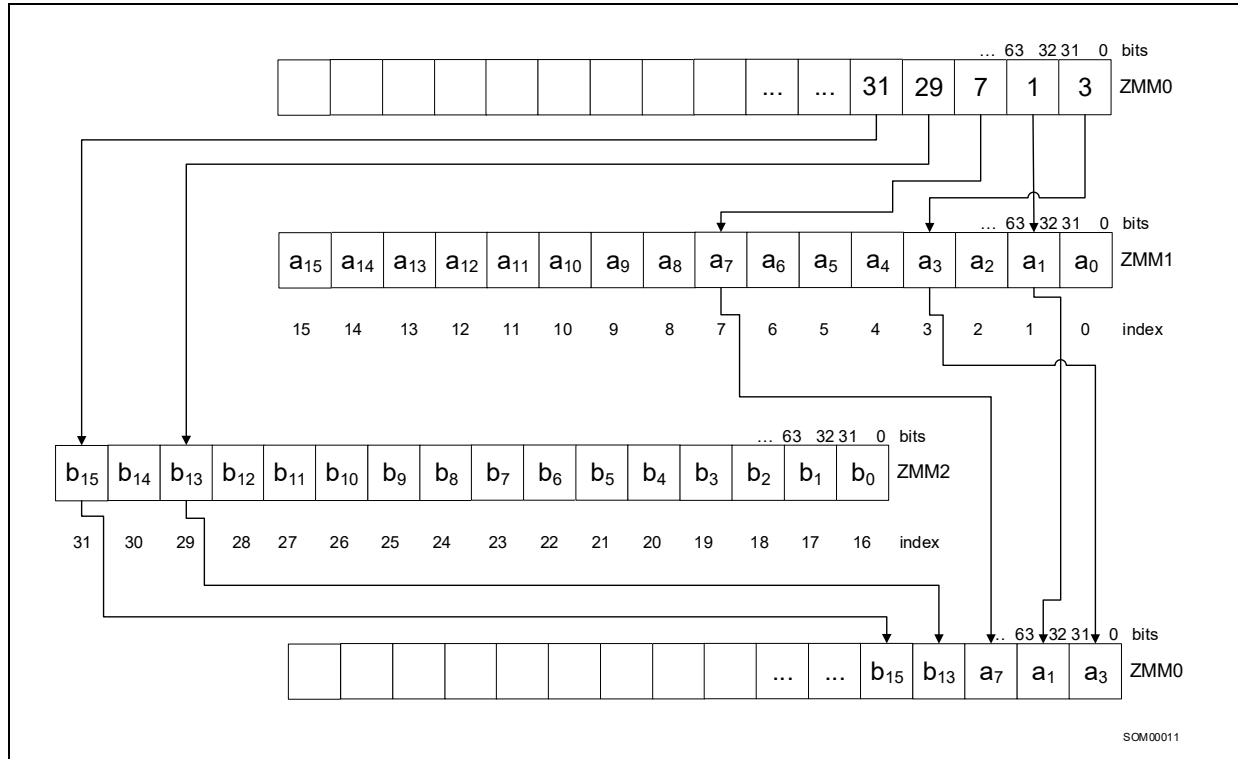 ... 63 32 31 0 bits
... ... 31 29 7 1 3 ZMM0
... 63 32 31 0 bits
a15 a14 a13 a12 a11 a10 a9 a8 a7 a6 a5 a4 a3 a2 a1 a0 ZMM1
15 14 13 12 11 10 9 8 7 6 5 4 3 2 1 0 index
... 63 32 31 0 bits
b15 b14 b13 b12 b11 b10 b9 b8 b7 b6 b5 b4 b3 b2 b1 b0 ZMM2
31 30 29 28 27 26 25 24 23 22 21 20 19 18 17 16 index
.. 63 32 31 0 bits
... ... b15 b13 a7 a1 a3 ZMM0
SOM00011